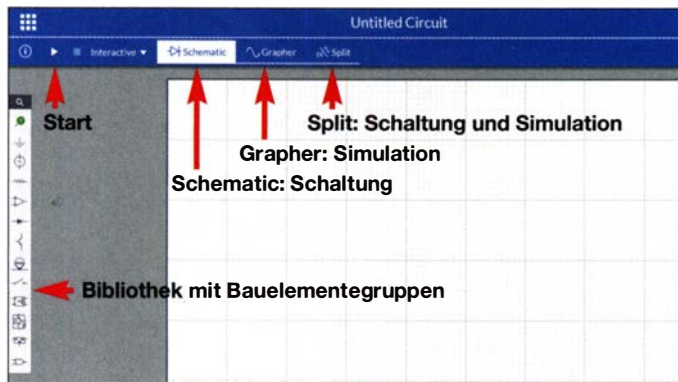 Untitled Circuit
Interactive Schematic Grapher Split
Start
Split: Schaltung und Simulation
Grapher: Simulation
Schematic: Schaltung
Bibliothek mit Bauelementegruppen